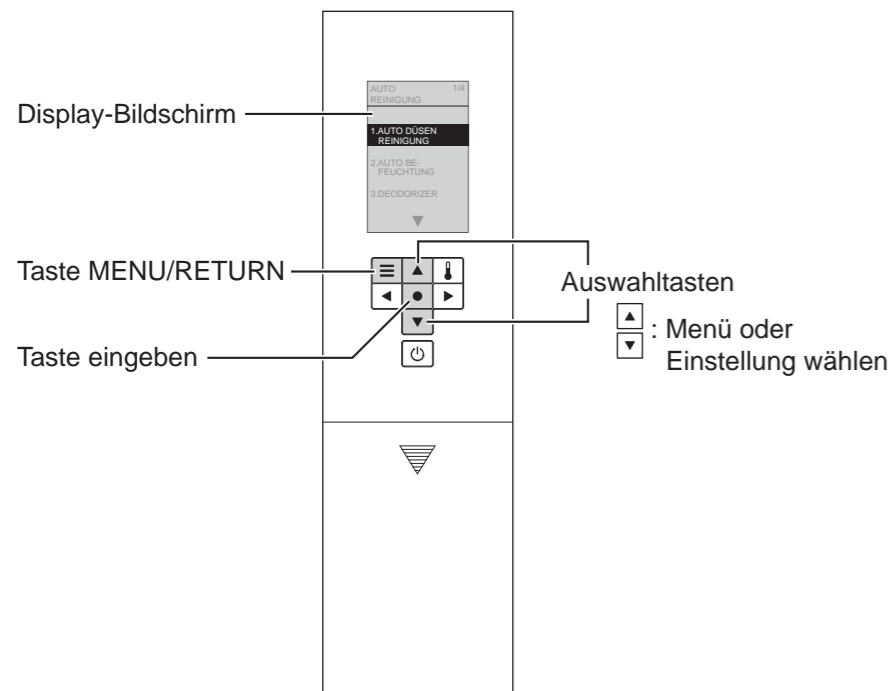 AUTO 1/4
REINIGUNG
Display-Bildschirm
1.AUTO DÜSEN
REINIGUNG
2.AUTO BE-
FEUCHTUNG
3.DEODORIZER
Taste MENU/RETURN
Auswahltasten
: Menü oder
Einstellung wählen
Taste eingeben